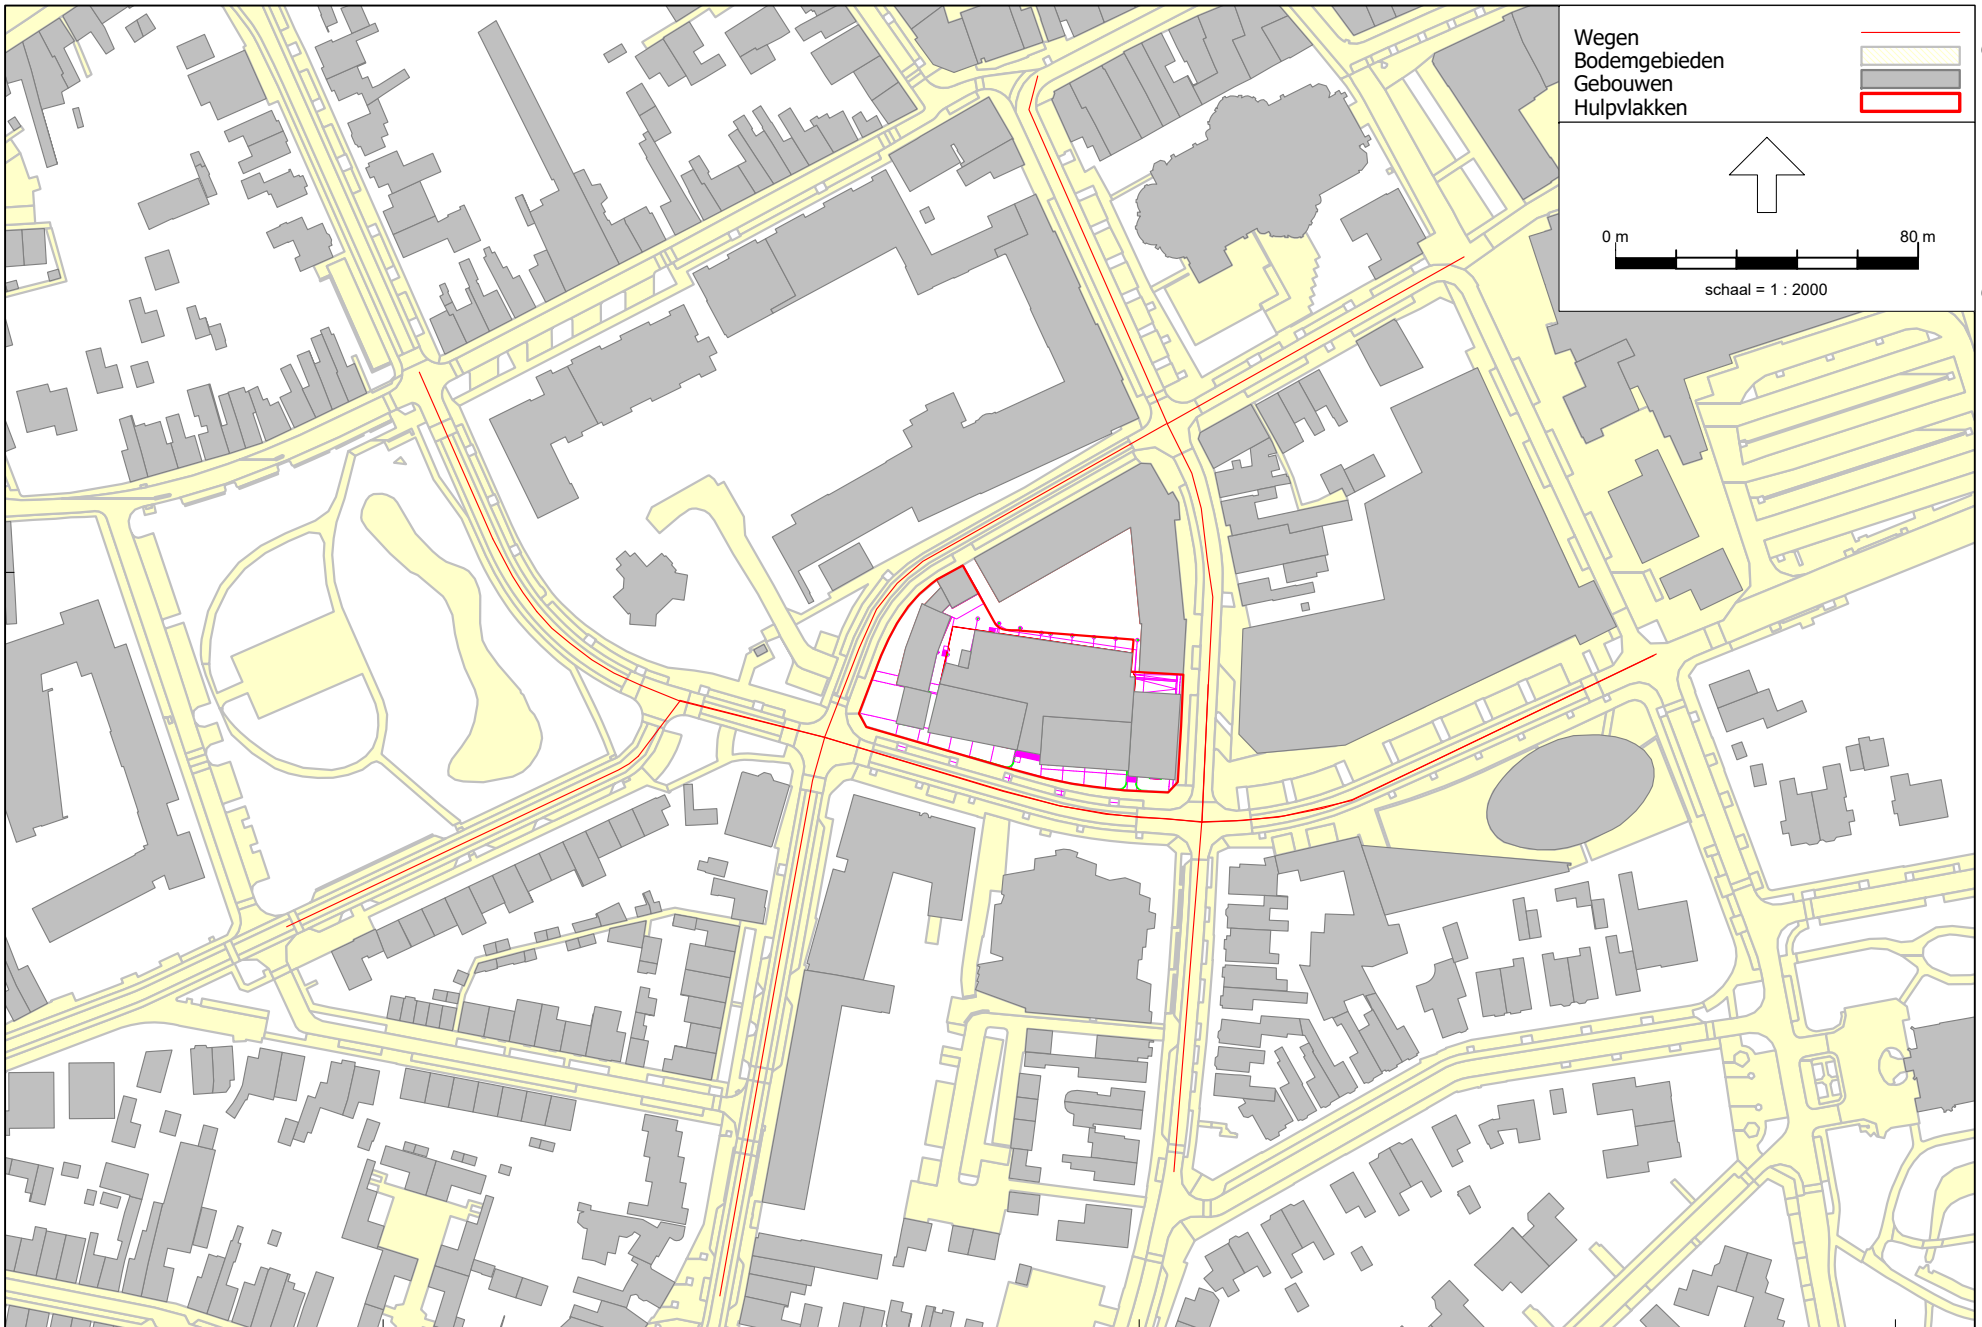 Wegen
Bodemgebieden
Gebouwen
Hulpvlakken
0 m 80 m
schaal = 1 : 2000